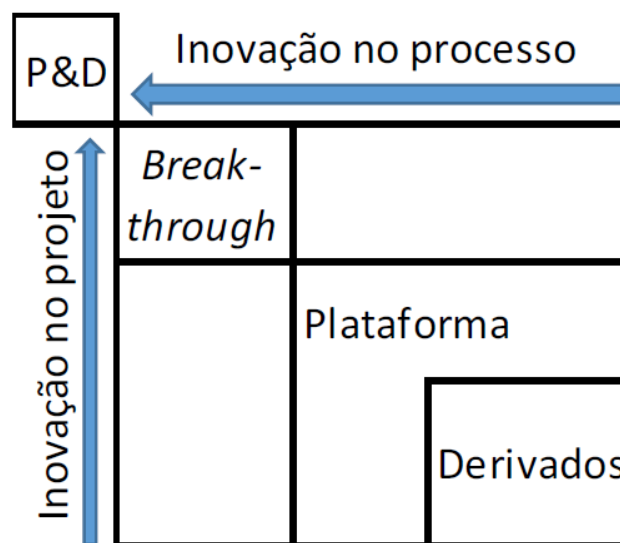 P&D
Inovação no processo
Break-
through
Inovação no projeto
Plataforma
Derivados